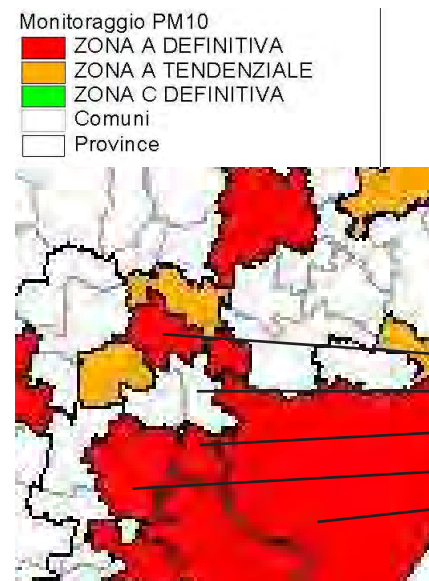 Monitoraggio PM10
ZONA A DEFINITIVA
ZONA A TENDENZIALE
ZONA C DEFINITIVA
Comuni
Province